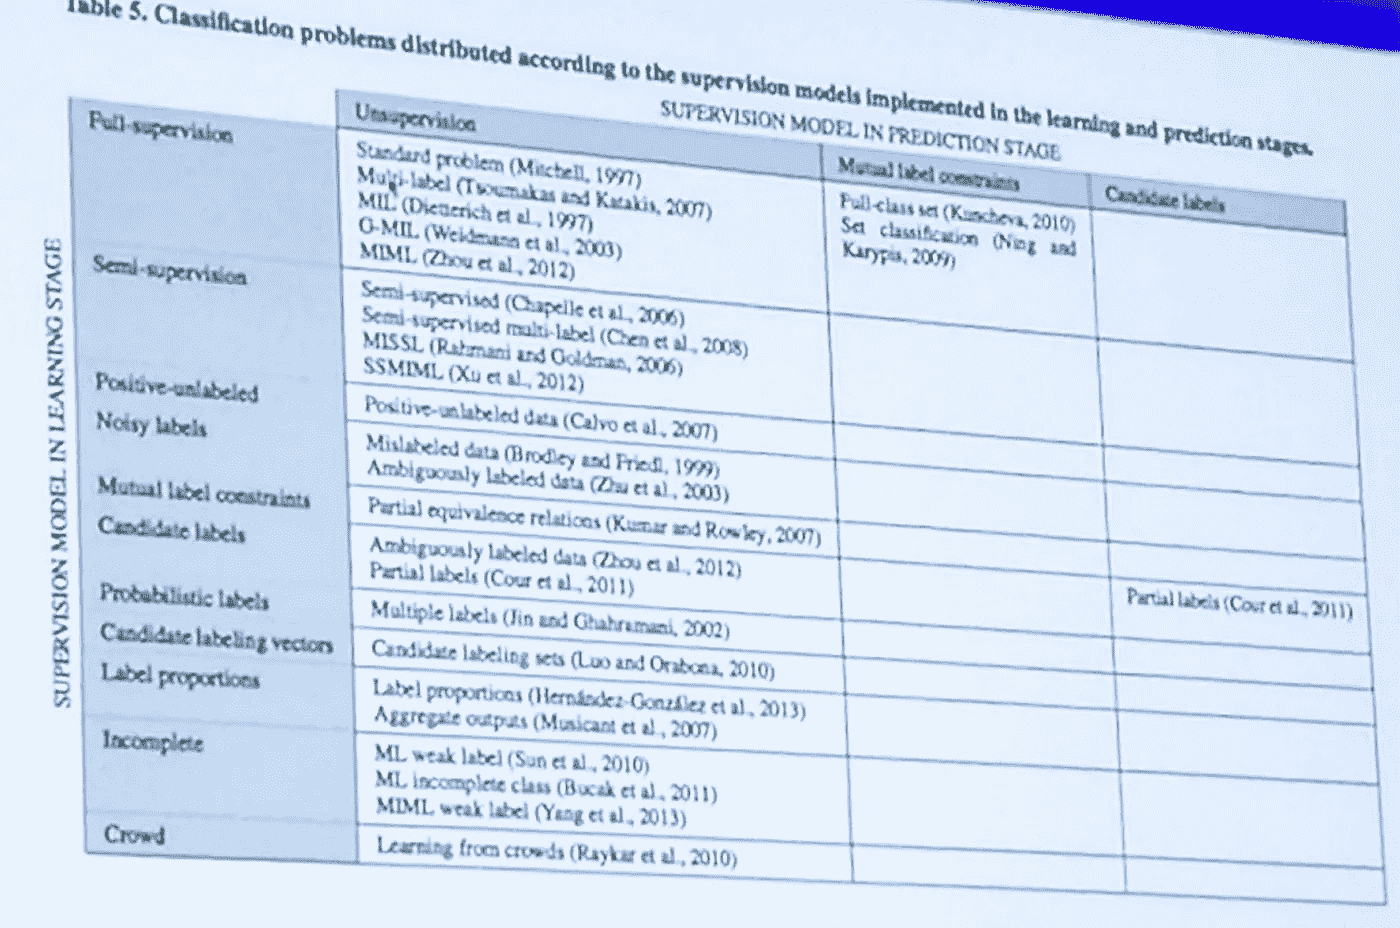 Table 5. Classification problems distributed according to the supervision models implemented in the learning and prediction stages.
SUPERVISION MODEL IN PREDICTION STAGE
Unsupervision
Mutual label constraints
Candidate labels
SUPERVISION MODEL IN LEARNING STAGE
Full-supervision
Standard problem (Mitchell, 1997)
Multi-label (Tsoumakas and Katakis, 2007)
MIL (Dietterich et al., 1997)
G-MIL (Weidmann et al., 2003)
MIML (Zhou et al., 2012)
Full-class set (Kuncheva, 2010)
Set classification (Ning and
Karypis, 2009)
Semi-supervision
Semi-supervised (Chapelle et al., 2006)
Semi-supervised multi-label (Chen et al., 2008)
MISSL (Rahmani and Goldman, 2006)
SSMIML (Xu et al., 2012)
Positive-unlabeled
Positive-unlabeled data (Calvo et al., 2007)
Noisy labels
Mislabeled data (Brodley and Friedl, 1999)
Ambiguously labeled data (Zhu et al., 2003)
Mutual label constraints
Partial equivalence relations (Kumar and Rowley, 2007)
Candidate labels
Ambiguously labeled data (Zhou et al., 2012)
Partial labels (Cour et al., 2011)
Partial labels (Cour et al., 2011)
Probabilistic labels
Multiple labels (Jin and Ghahramani, 2002)
Candidate labeling vectors
Candidate labeling sets (Luo and Orabona, 2010)
Label proportions
Label proportions (Hernández-González et al., 2013)
Aggregate outputs (Musicant et al., 2007)
Incomplete
ML weak label (Sun et al., 2010)
ML incomplete class (Bucak et al., 2011)
MIML weak label (Yang et al., 2013)
Crowd
Learning from crowds (Raykar et al., 2010)